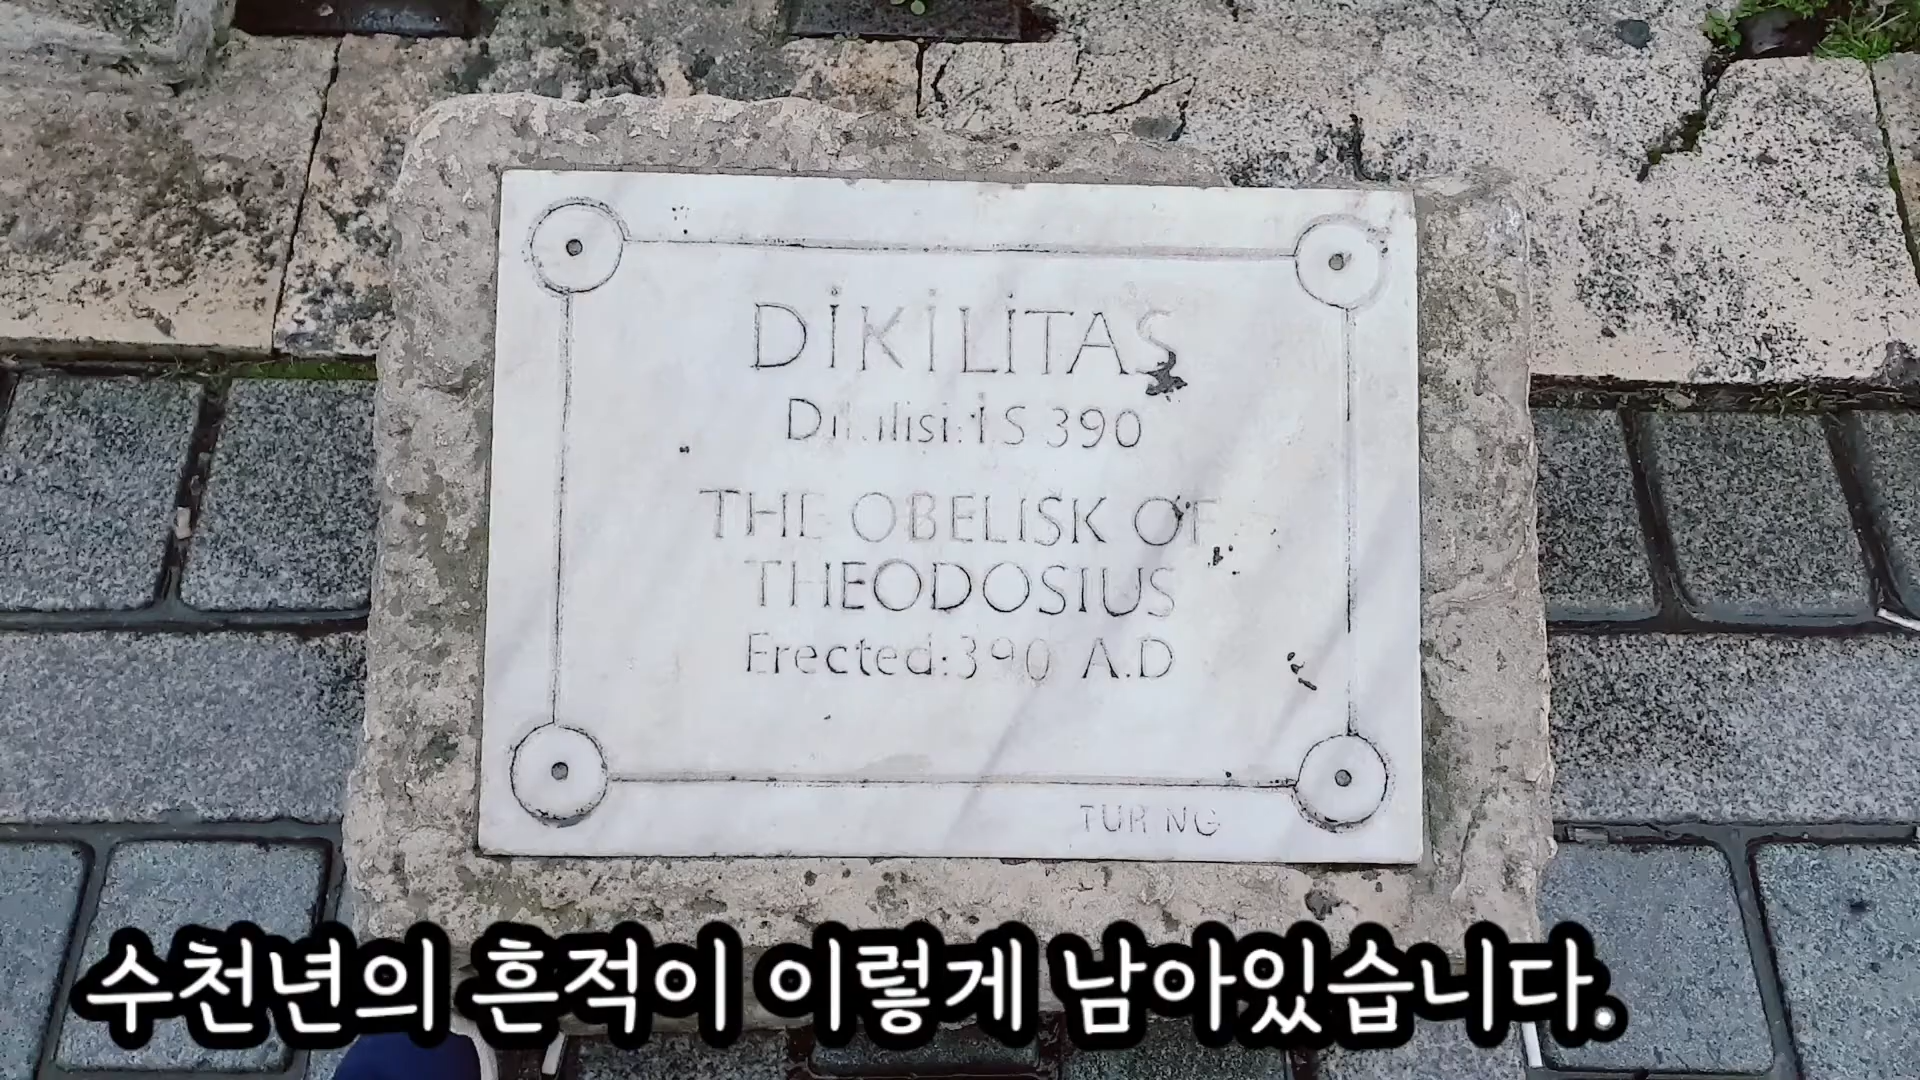 DİKİLİTAŞ
İ.S 390
THE OBELISK OF
THEODOSIUS
Erected:390 A.D
TURING
수천년의 흔적이 이렇게 남아있습니다.